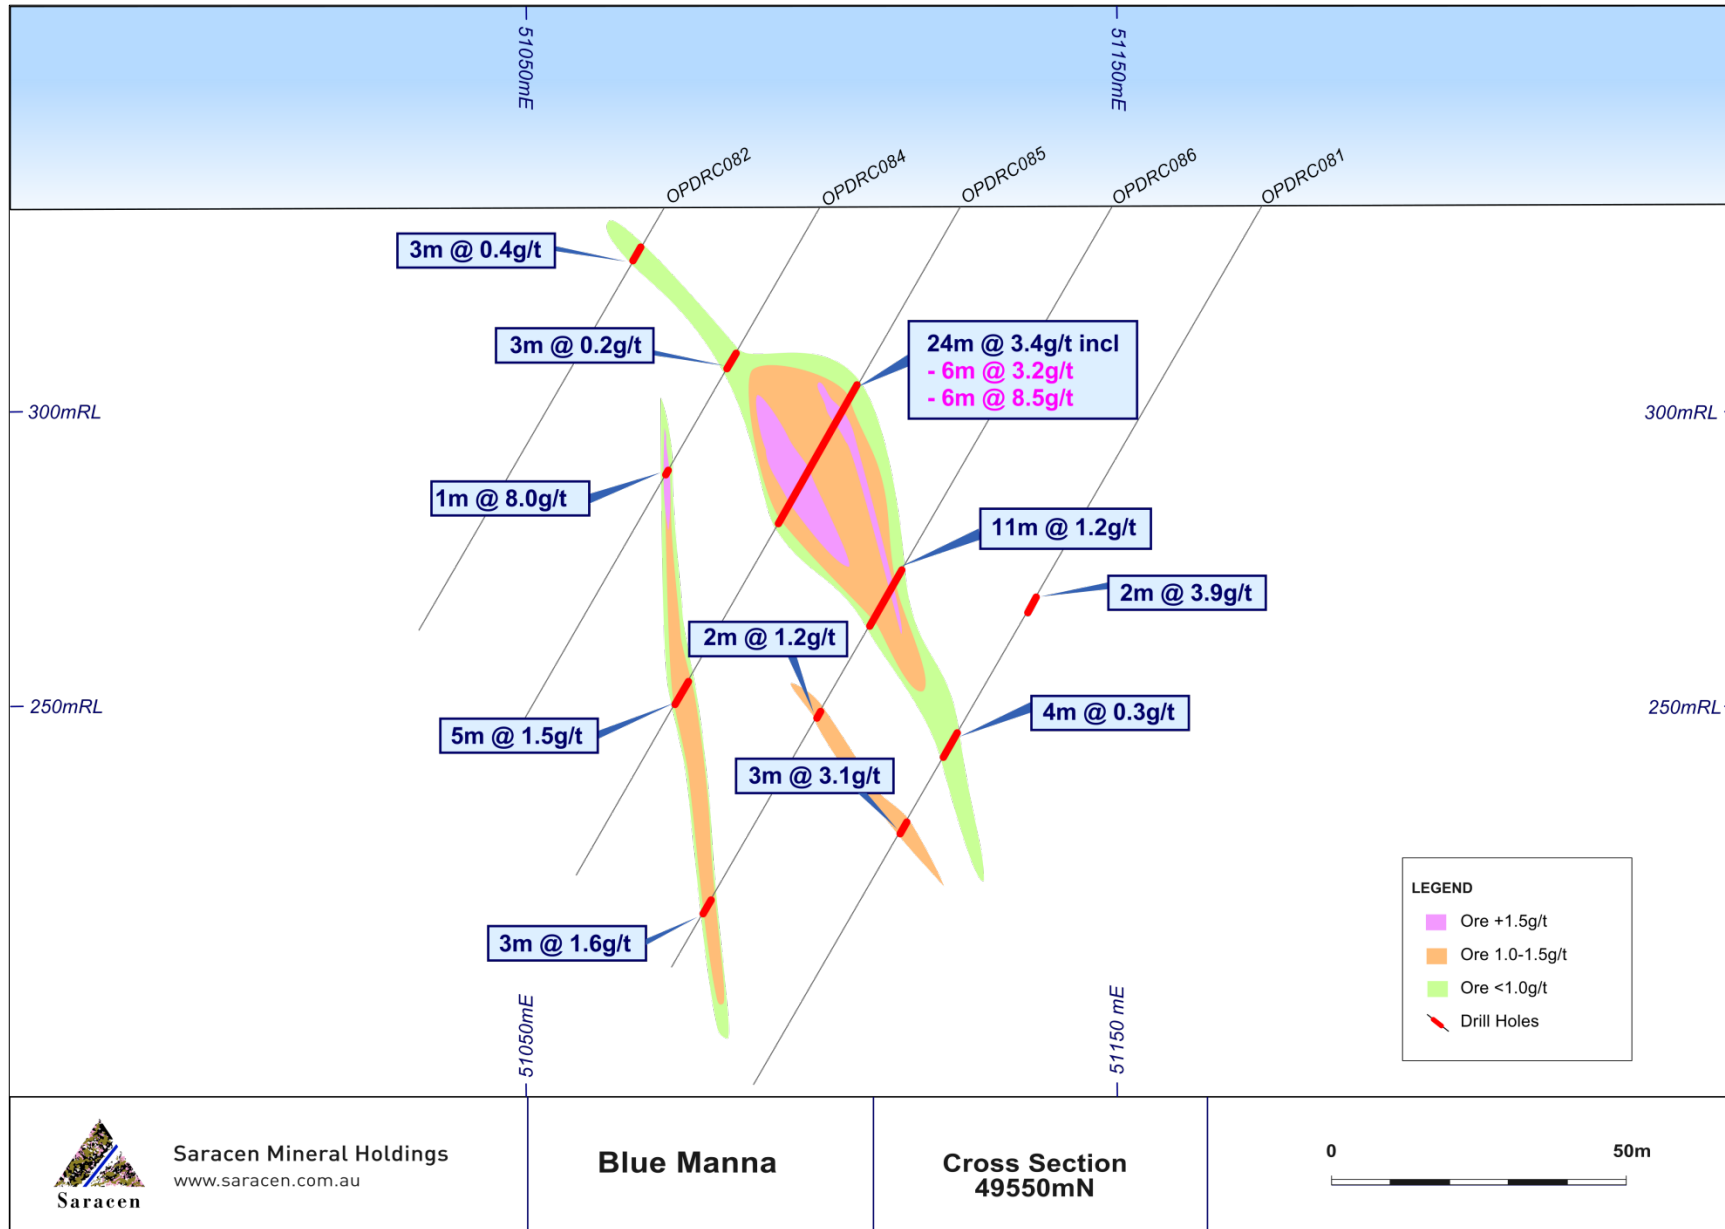 51050mE
51150mE
OPDRC082
OPDRC084
OPDRC085
OPDRC086
OPDRC081
3m @ 0.4g/t
3m @ 0.2g/t
24m @ 3.4g/t incl
- 6m @ 3.2g/t
- 6m @ 8.5g/t
300mRL
300mRL
1m @ 8.0g/t
11m @ 1.2g/t
2m @ 3.9g/t
2m @ 1.2g/t
250mRL
250mRL
5m @ 1.5g/t
4m @ 0.3g/t
3m @ 3.1g/t
3m @ 1.6g/t
LEGEND
Ore +1.5g/t
Ore 1.0-1.5g/t
Ore <1.0g/t
Drill Holes
51050mE
51150 mE
Saracen
Saracen Mineral Holdings
www.saracen.com.au
Blue Manna
Cross Section
49550mN
0
50m